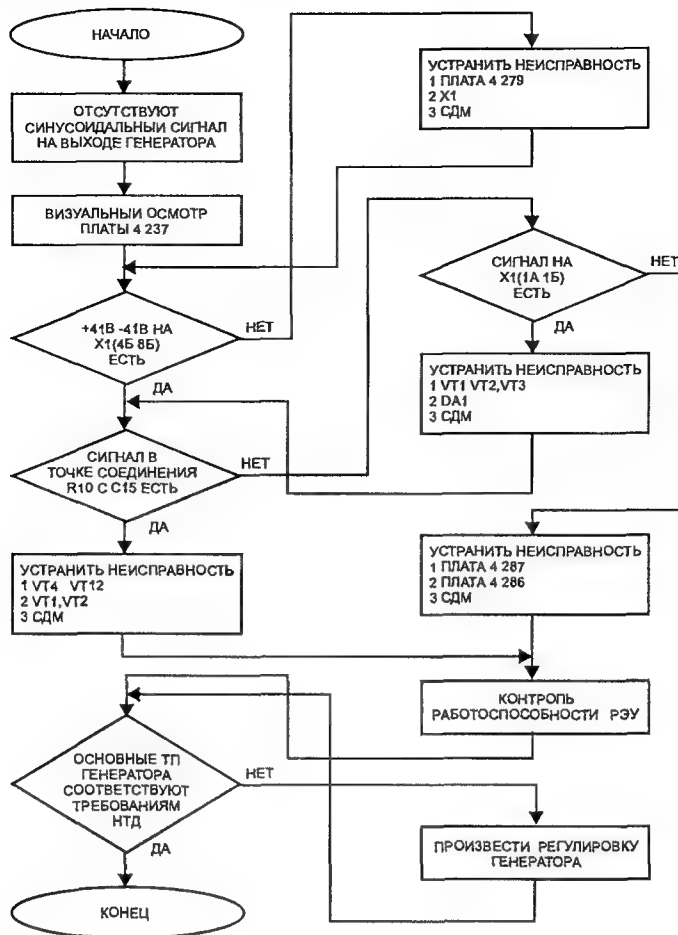 НАЧАЛО
ОТСУТСТВУЮТ
СИНУСОИДАЛЬНЫЙ СИГНАЛ
НА ВЫХОДЕ ГЕНЕРАТОРА
ВИЗУАЛЬНЫЙ ОСМОТР
ПЛАТЫ 4 237
+41В -41В НА
X1(4Б 8Б)
ЕСТЬ
НЕТ
ДА
СИГНАЛ В
ТОЧКЕ СОЕДИНЕНИЯ
R10 С C15 ЕСТЬ
НЕТ
ДА
УСТРАНИТЬ НЕИСПРАВНОСТЬ
1 VT4 VT12
2 VT1,VT2
3 СДМ
УСТРАНИТЬ НЕИСПРАВНОСТЬ
1 ПЛАТА 4 279
2 X1
3 СДМ
СИГНАЛ НА
X1(1А 1Б)
ЕСТЬ
НЕТ
ДА
УСТРАНИТЬ НЕИСПРАВНОСТЬ
1 VT1 VT2,VT3
2 DA1
3 СДМ
УСТРАНИТЬ НЕИСПРАВНОСТЬ
1 ПЛАТА 4 287
2 ПЛАТА 4 286
3 СДМ
КОНТРОЛЬ
РАБОТОСПОСОБНОСТИ РЭУ
ОСНОВНЫЕ ТП
ГЕНЕРАТОРА
СООТВЕТСТВУЮТ
ТРЕБОВАНИЯМ
НТД
НЕТ
ДА
ПРОИЗВЕСТИ РЕГУЛИРОВКУ
ГЕНЕРАТОРА
КОНЕЦ